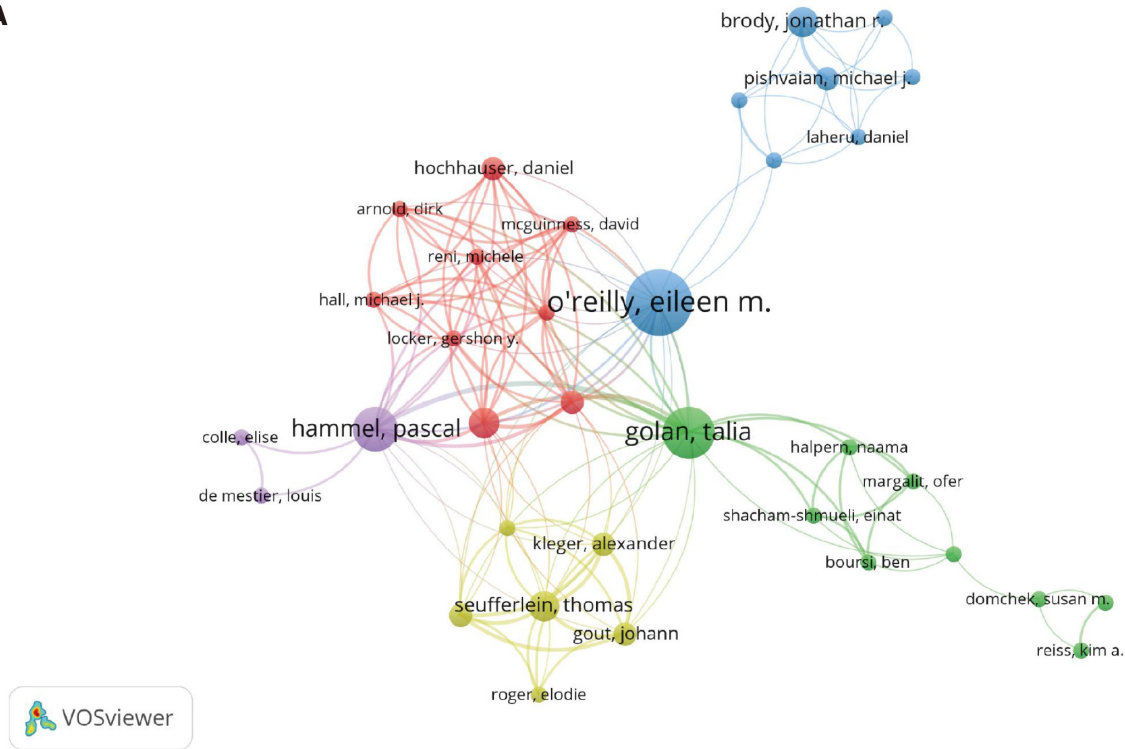 A
brody, jonathan r.
pishvaian, michael j.
laheru, daniel
hochhauser, daniel
arnold, dirk
mcguinness, david
reni, michele
hall, michael j.
o'reilly, eileen m.
locker, gershon y.
hammel, pascal
golan, talia
colle, elise
halpern, naama
margalit, ofer
de mestier, louis
shacham-shmueli, einat
kleger, alexander
boursi, ben
domchek, susan m.
seufferlein, thomas
gout, johann
reiss, kim a.
roger, elodie
VOSviewer